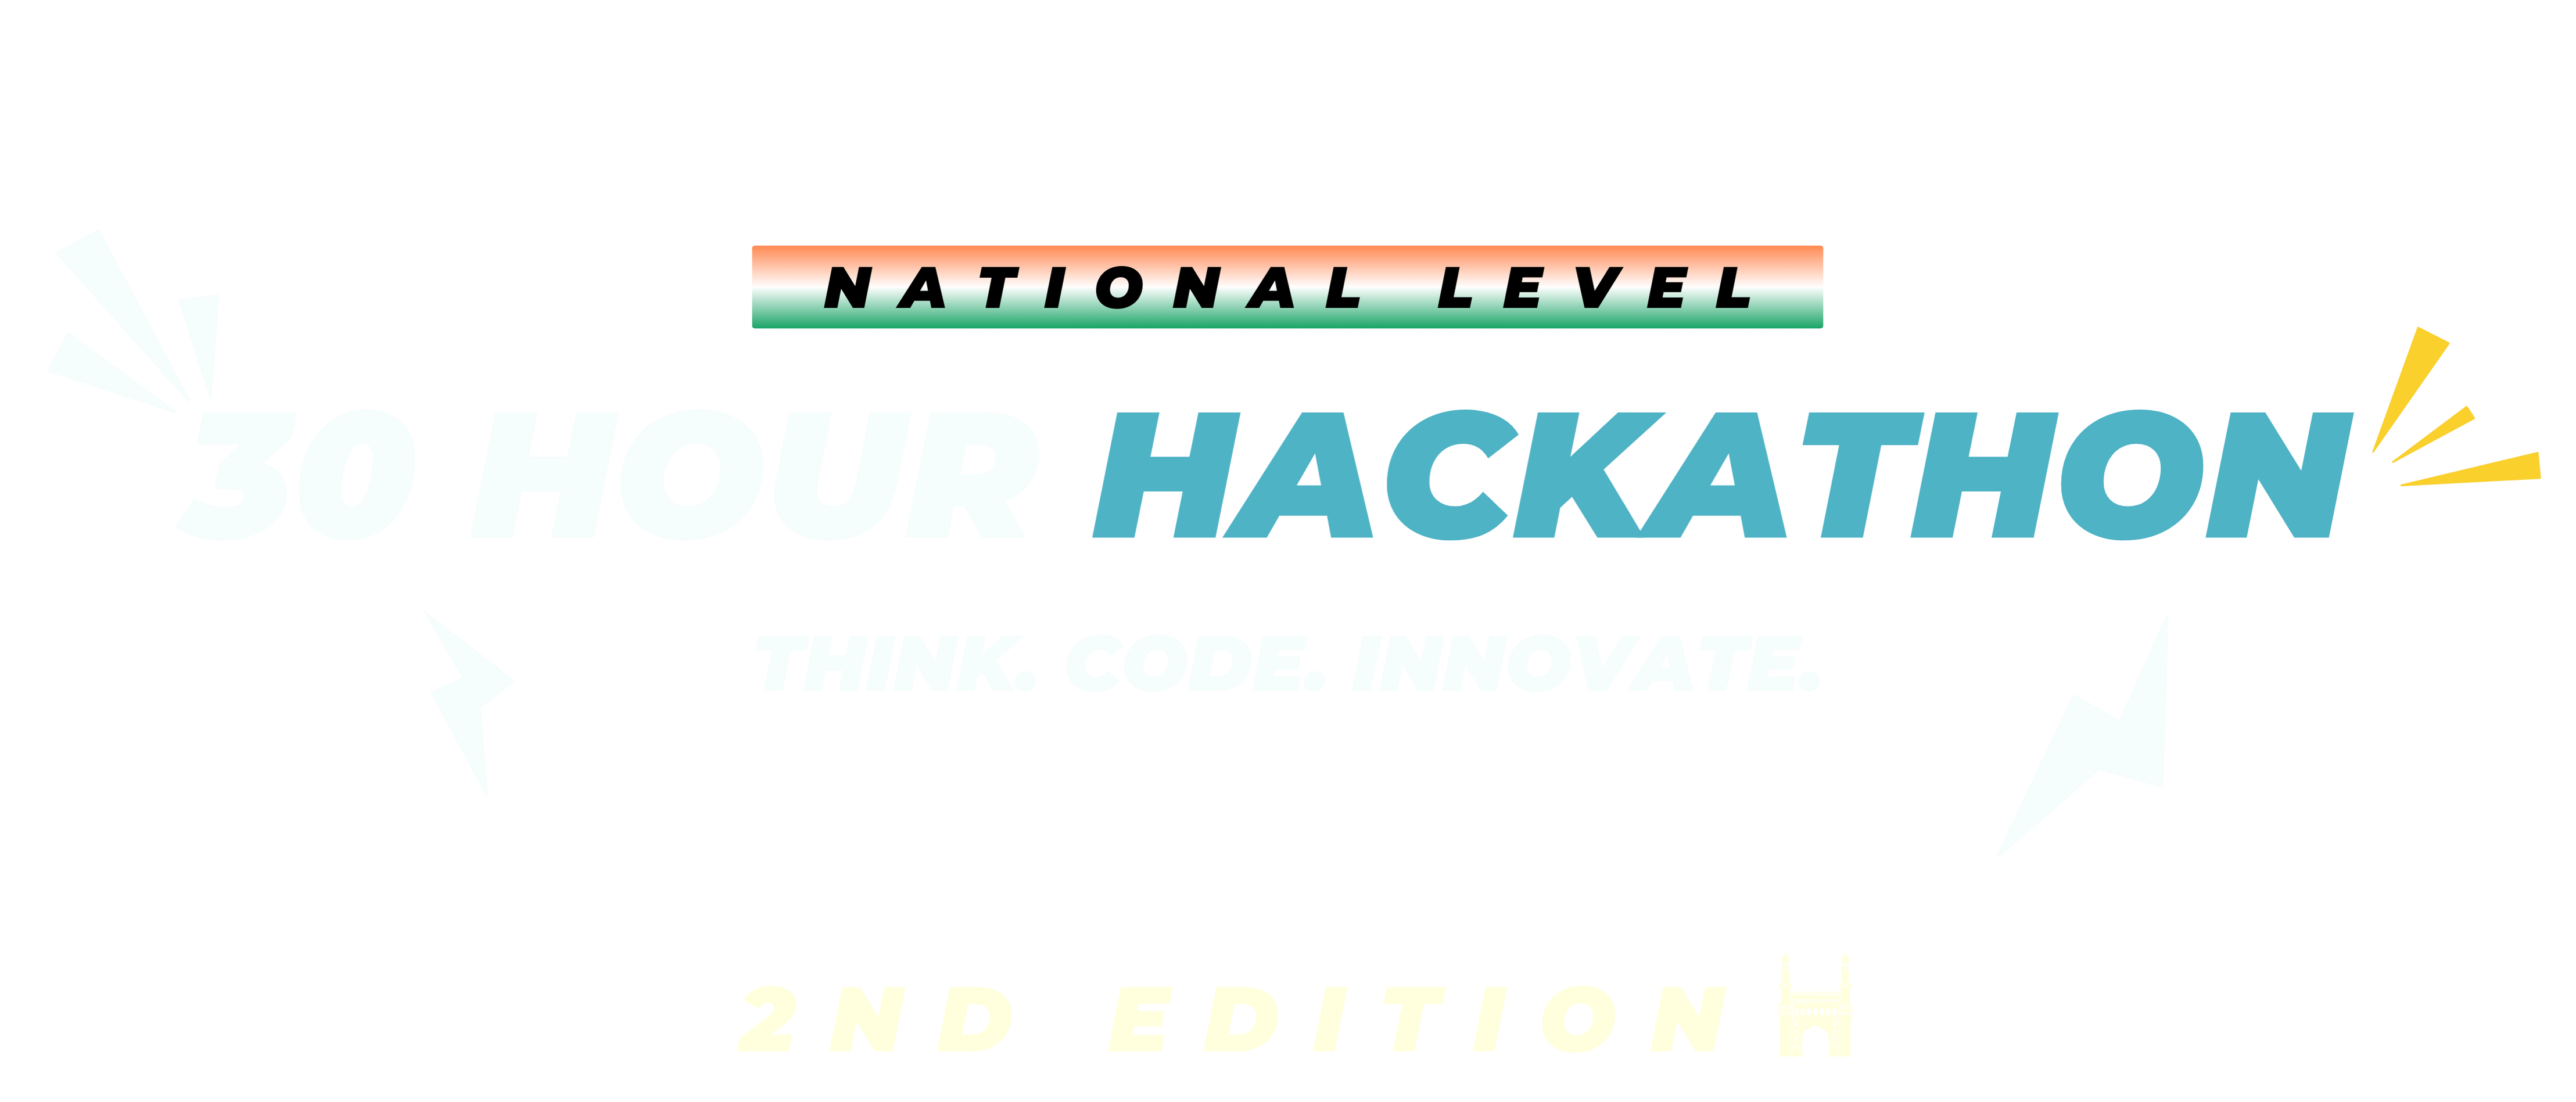 NATIONAL LEVEL
30 HOUR HACKATHON
THINK. CODE. INNOVATE.
2ND EDITION